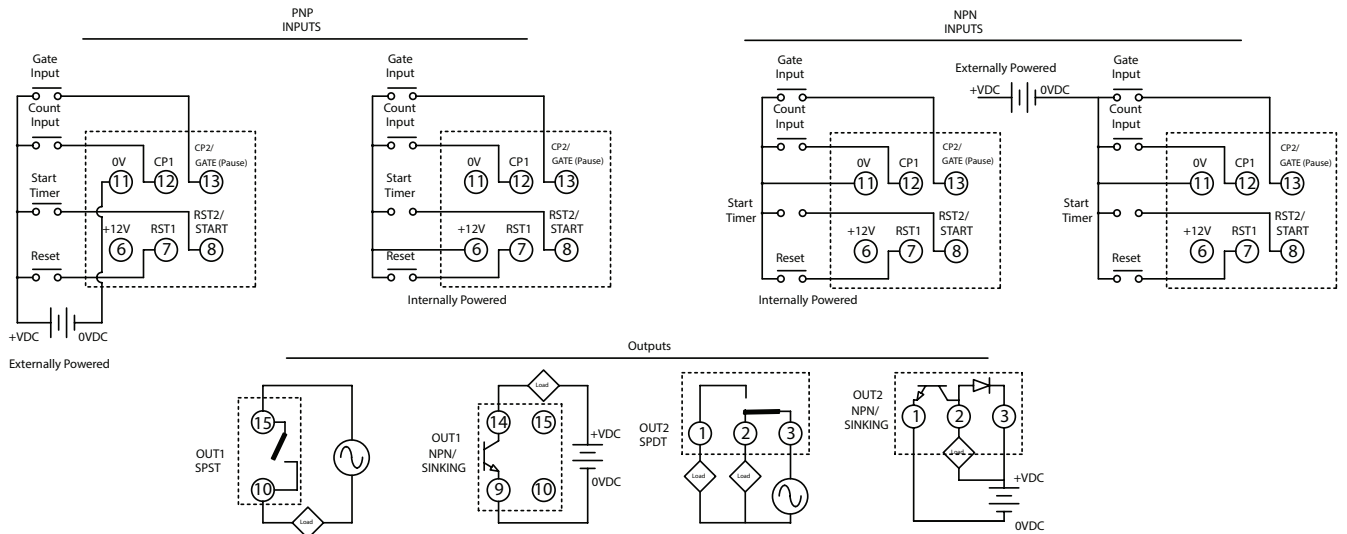 PNP
INPUTS
Gate
Input
Count
Input
0V
CP1
CP2/
GATE (Pause)
11
12
13
Start
Timer
+12V
RST1
RST2/
START
6
7
8
Reset
+VDC
0VDC
Externally Powered
Gate
Input
Count
Input
0V
CP1
CP2/
GATE (Pause)
11
12
13
Start
Timer
+12V
RST1
RST2/
START
6
7
8
Reset
Internally Powered
NPN
INPUTS
Gate
Input
Count
Input
0V
CP1
CP2/
GATE (Pause)
11
12
13
Start
Timer
+12V
RST1
RST2/
START
6
7
8
Reset
Internally Powered
Externally Powered
+VDC
0VDC
Gate
Input
Count
Input
0V
CP1
CP2/
GATE (Pause)
11
12
13
Start
Timer
+12V
RST1
RST2/
START
6
7
8
Reset
Outputs
OUT1
SPST
15
10
Load
OUT1
NPN/
SINKING
Load
14
15
9
10
+VDC
0VDC
OUT2
SPDT
1
2
3
Load
Load
OUT2
NPN/
SINKING
1
2
3
Load
+VDC
0VDC